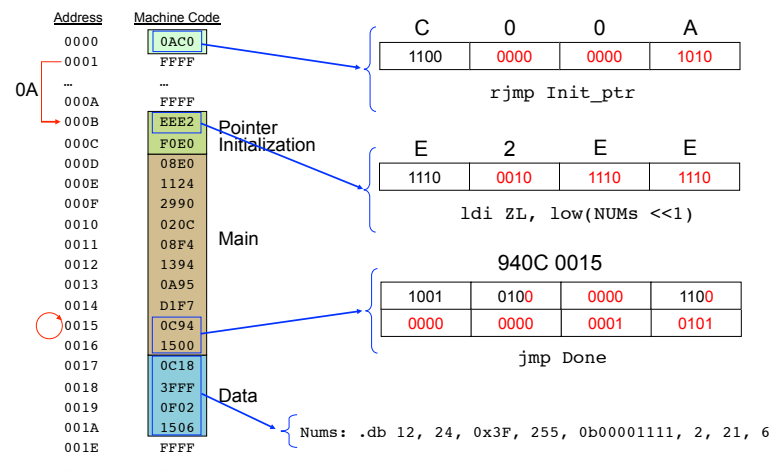 Address Machine Code
0000 0AC0
0001 FFFF
… …
000A FFFF
000B EEE2
000C F0E0
000D 08E0
000E 1124
000F 2990
0010 020C
0011 08F4
0012 1394
0013 0A95
0014 D1F7
0015 0C94
0016 1500
0017 0C18
0018 3FFF
0019 0F02
001A 1506
001E FFFF
0A
Pointer
Initialization
Main
Data
C 0 0 A
1100 0000 0000 1010
rjmp Init_ptr
E 2 E E
1110 0010 1110 1110
ldi ZL, low(NUMs <<1)
940C 0015
1001 0100 0000 1100
0000 0000 0001 0101
jmp Done
Nums: .db 12, 24, 0x3F, 255, 0b00001111, 2, 21, 6